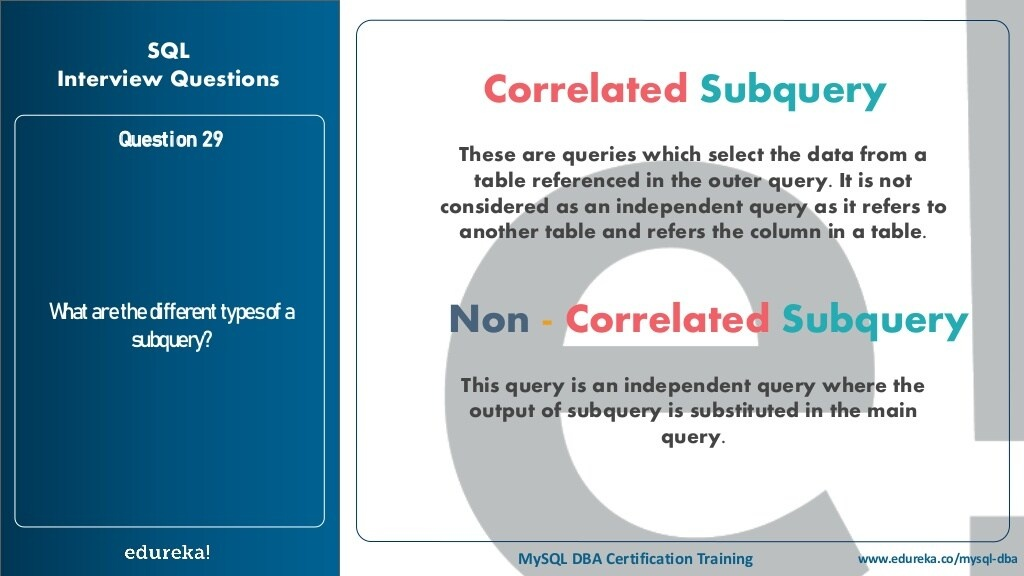 SQL
Interview Questions
Question 29
What are the different types of a
subquery?
edureka!
Correlated Subquery
These are queries which select the data from a
table referenced in the outer query. It is not
considered as an independent query as it refers to
another table and refers the column in a table.
Non - Correlated Subquery
This query is an independent query where the
output of subquery is substituted in the main
query.
MySQL DBA Certification Training
www.edureka.co/mysql-dba